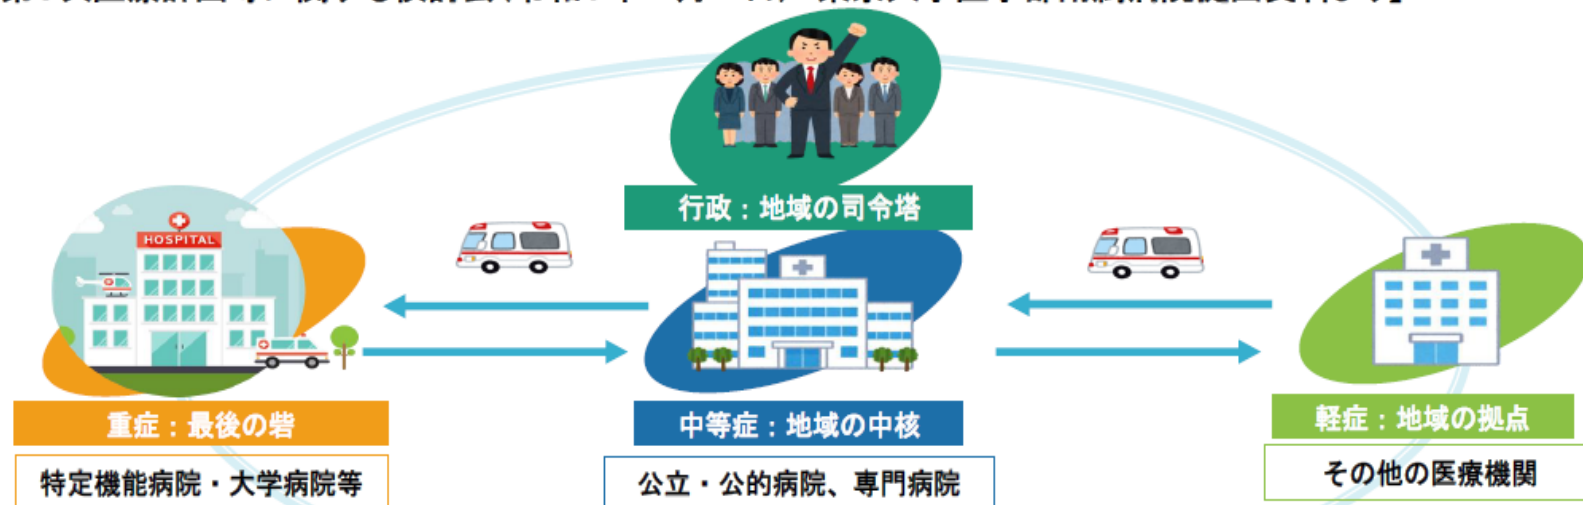 行政：地域の司令塔
HOSPITAL
重症：最後の砦
中等症：地域の中核
軽症：地域の拠点
特定機能病院・大学病院等
公立・公的病院、専門病院
その他の医療機関